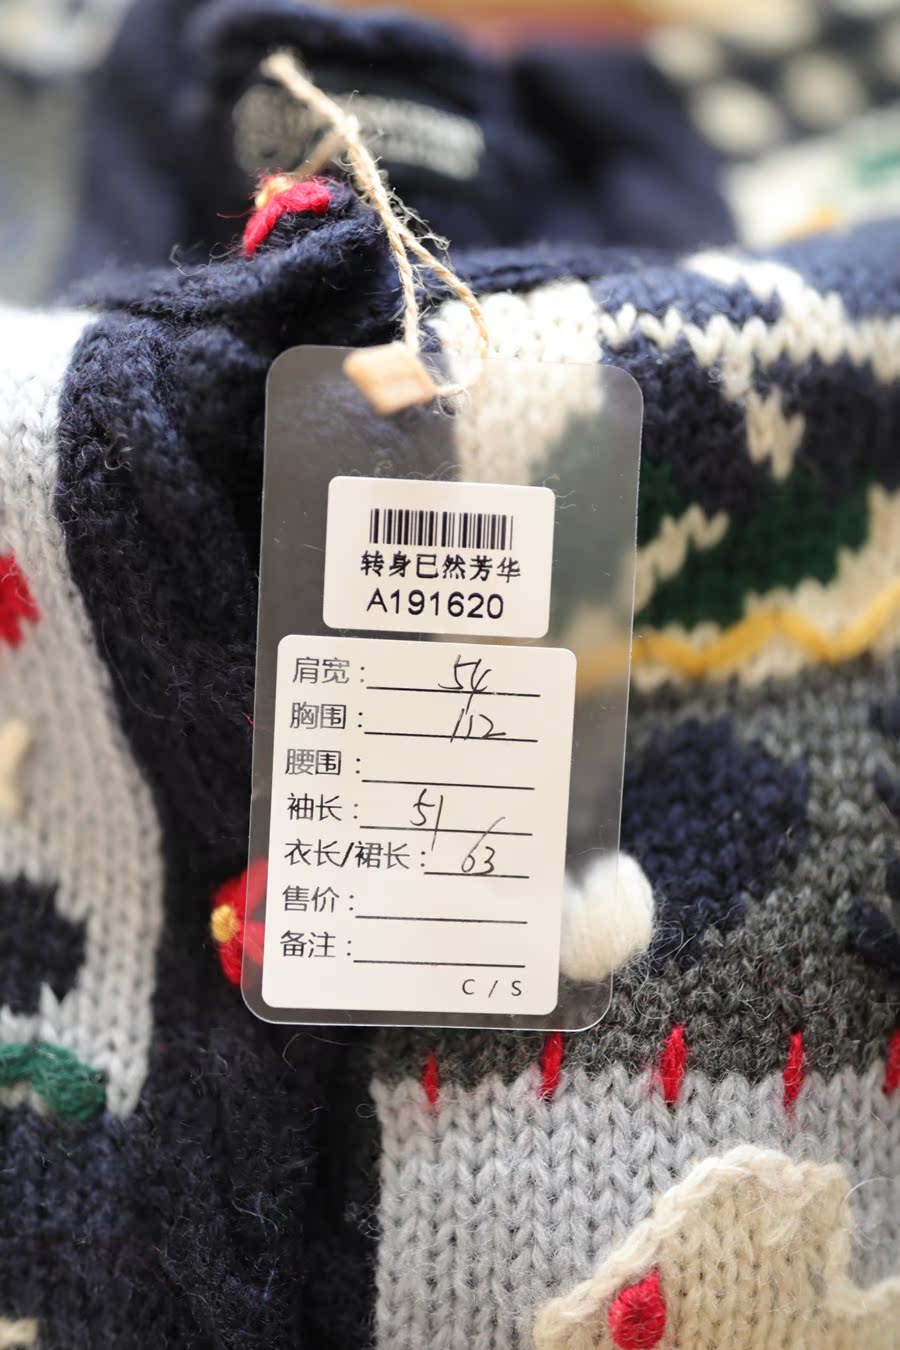 转身已然芳华
A191620
肩宽：54
胸围：112
腰围：
袖长：51
衣长/裙长：63
售价：
备注：
C / S